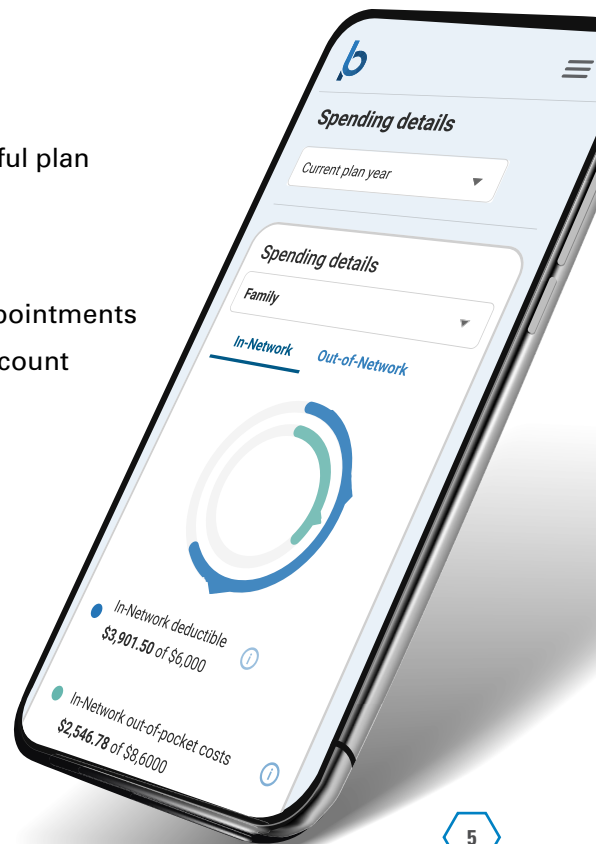 ful plan
pointments
count
Spending details
Current plan year
Spending details
Family
In-Network Out-of-Network
In-Network deductible
$3,901.50 of $6,000
In-Network out-of-pocket costs
$2,546.78 of $8,6000
5